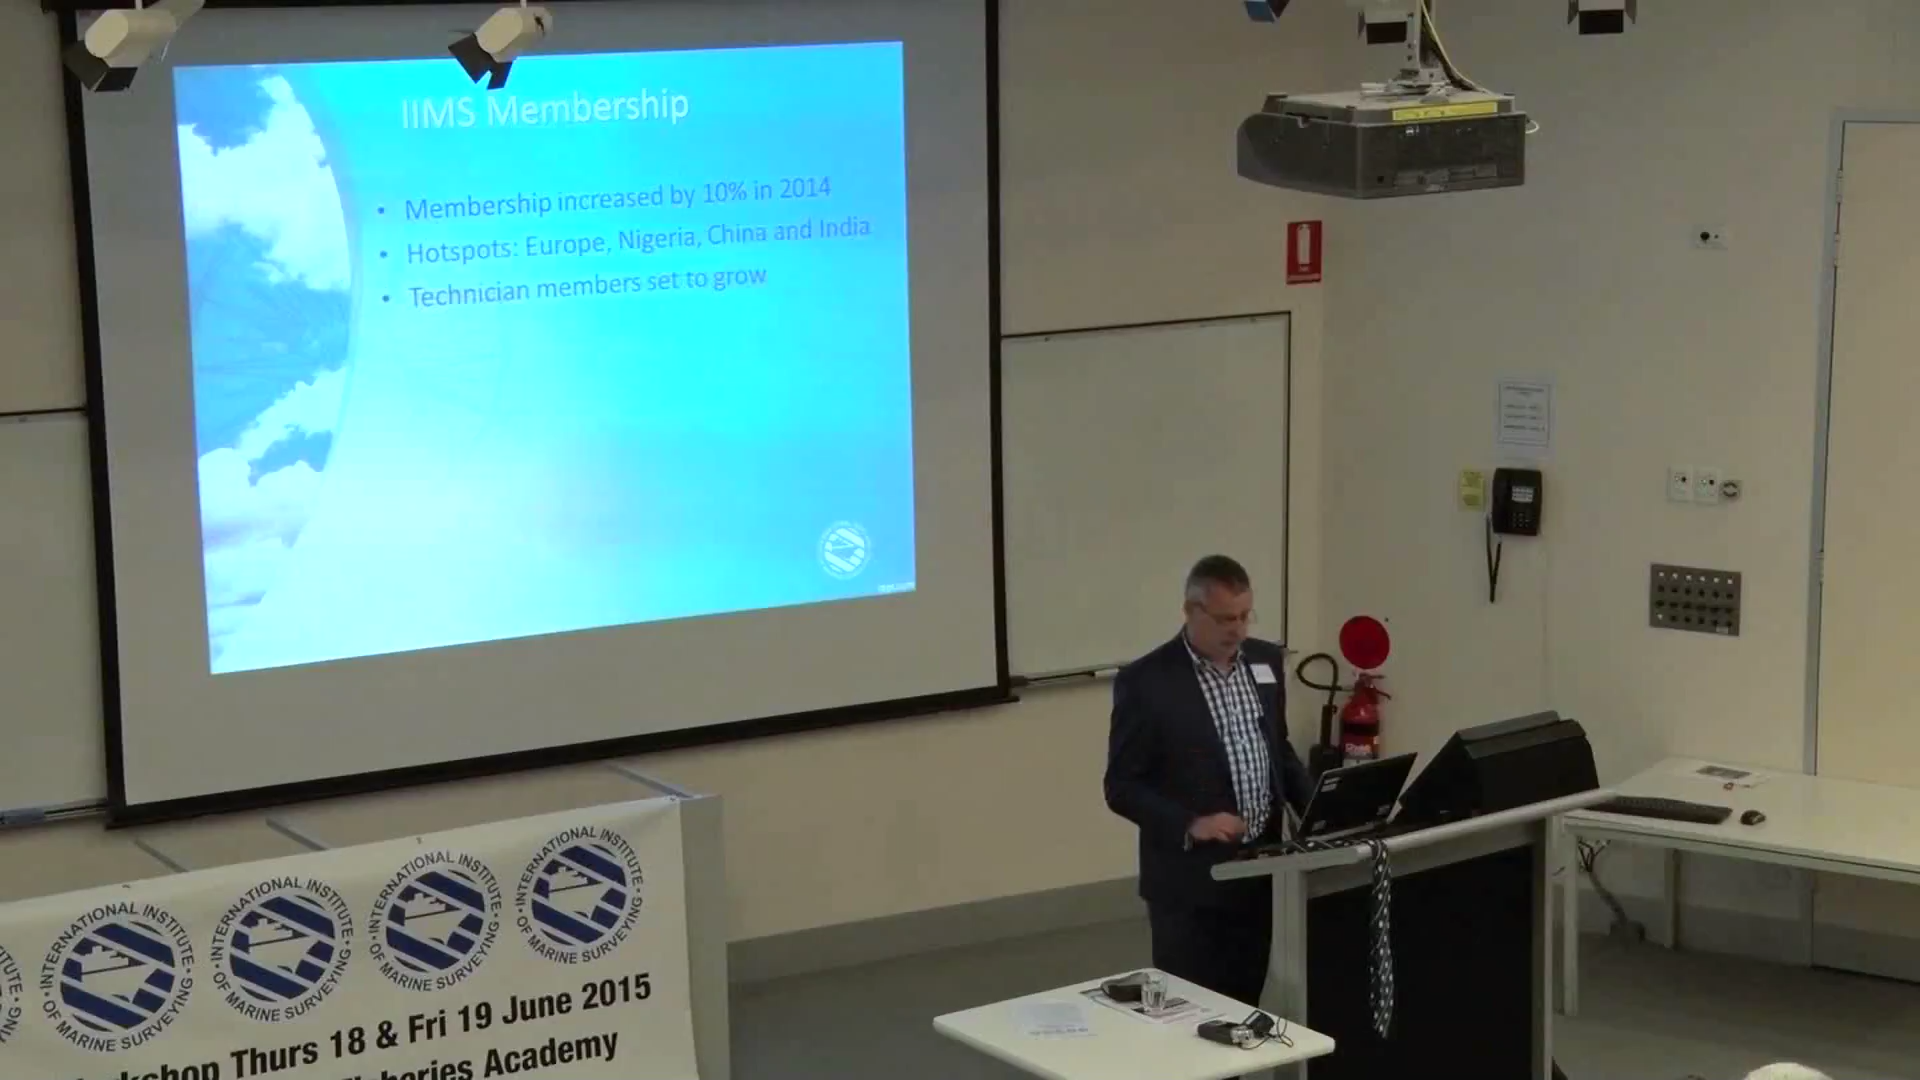 IIMS Membership
• Membership increased by 10% in 2014
• Hotspots: Europe, Nigeria, China and India
• Technician members set to grow
INTERNATIONAL INSTITUTE
OF MARINE SURVEYING
INTERNATIONAL INSTITUTE
OF MARINE SURVEYING
INTERNATIONAL INSTITUTE
OF MARINE SURVEYING
INTERNATIONAL INSTITUTE
OF MARINE SURVEYING
Thurs 18 & Fri 19 June 2015
Academy